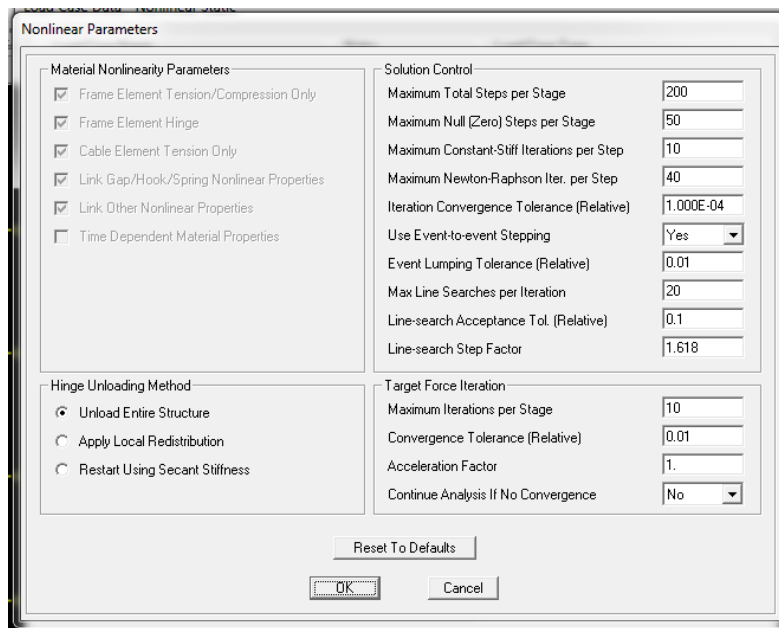 Load Case Data - Nonlinear Static
Nonlinear Parameters
Material Nonlinearity Parameters
Frame Element Tension/Compression Only
Frame Element Hinge
Cable Element Tension Only
Link Gap/Hook/Spring Nonlinear Properties
Link Other Nonlinear Properties
Time Dependent Material Properties
Solution Control
Maximum Total Steps per Stage 200
Maximum Null (Zero) Steps per Stage 50
Maximum Constant-Stiff Iterations per Step 10
Maximum Newton-Raphson Iter. per Step 40
Iteration Convergence Tolerance (Relative) 1.000E-04
Use Event-to-event Stepping Yes
Event Lumping Tolerance (Relative) 0.01
Max Line Searches per Iteration 20
Line-search Acceptance Tol. (Relative) 0.1
Line-search Step Factor 1.618
Hinge Unloading Method
Unload Entire Structure
Apply Local Redistribution
Restart Using Secant Stiffness
Target Force Iteration
Maximum Iterations per Stage 10
Convergence Tolerance (Relative) 0.01
Acceleration Factor 1.
Continue Analysis If No Convergence No
Reset To Defaults
OK
Cancel